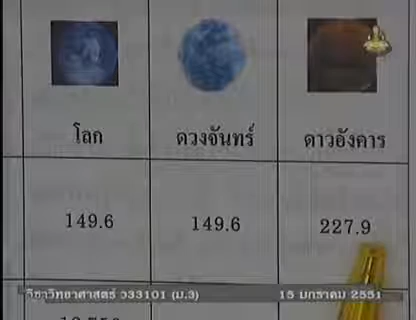 โลก ดวงจันทร์ ดาวอังคาร
149.6 149.6 227.9
วิชาวิทยาศาสตร์ ว33101 (ม.3) 15 มกราคม 2551